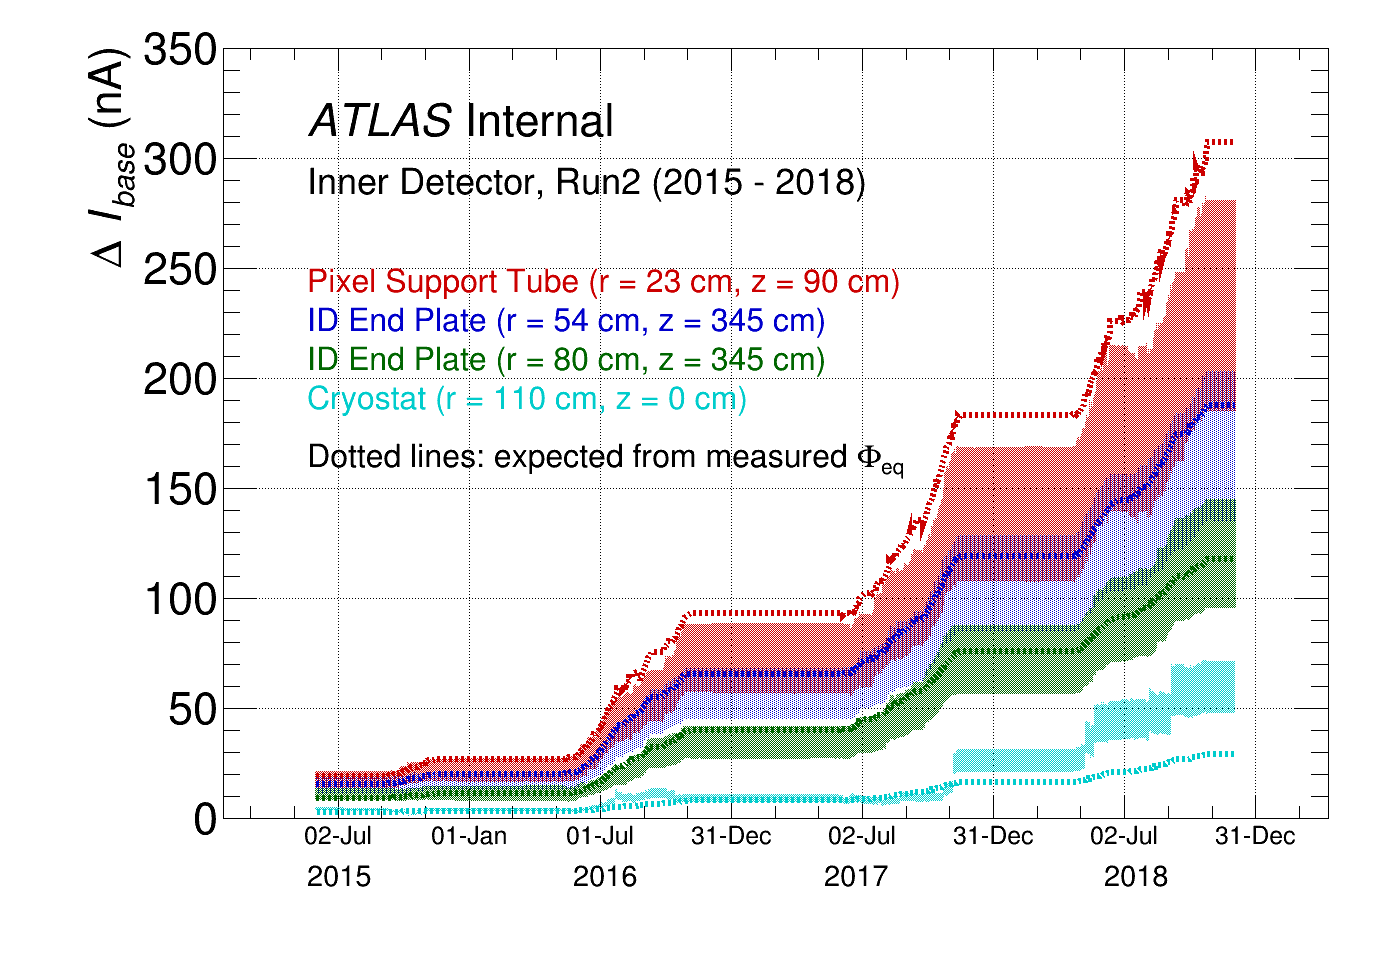 Δ I_base (nA)
350
300
250
200
150
100
50
0
ATLAS Internal
Inner Detector, Run2 (2015 - 2018)
Pixel Support Tube (r = 23 cm, z = 90 cm)
ID End Plate (r = 54 cm, z = 345 cm)
ID End Plate (r = 80 cm, z = 345 cm)
Cryostat (r = 110 cm, z = 0 cm)
Dotted lines: expected from measured Φ_eq
02-Jul 01-Jan 01-Jul 31-Dec 02-Jul 31-Dec 02-Jul 31-Dec
2015 2016 2017 2018